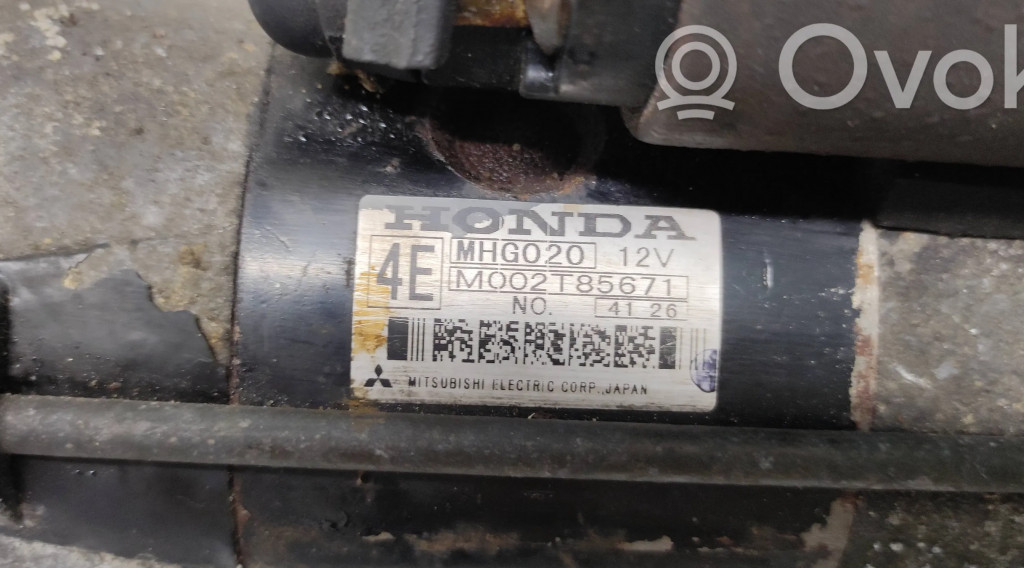 Ovok
HONDA
4E MHG020 12V
M002T85671
NO. 41 26
MITSUBISHI ELECTRIC CORP., JAPAN